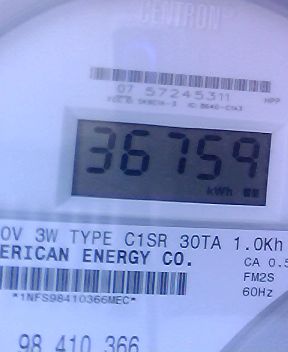 CENTRON
07 57245311
HPP
36759
kWh
0V 3W TYPE C1SR 30TA 1.0Kh
ERICAN ENERGY CO.
CA 0.5
FM2S
*1NFS98410366MEC*
60Hz
98 410 366